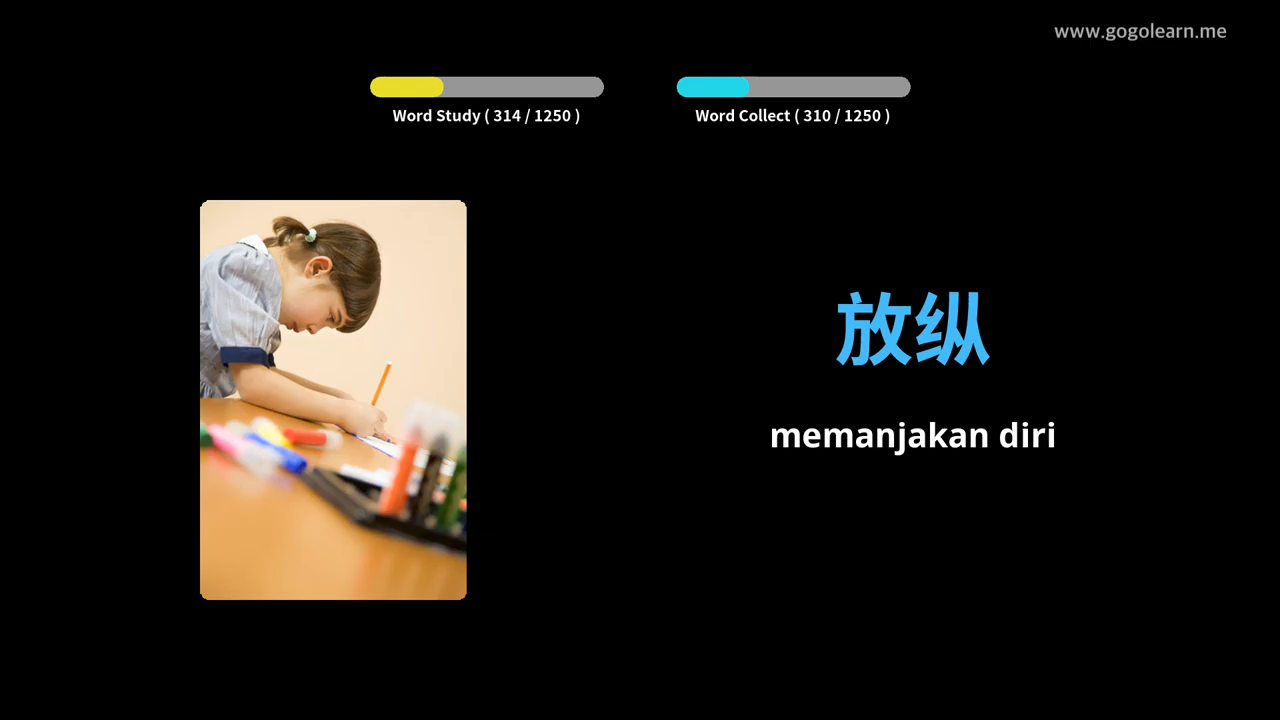 www.gogolearn.me
Word Study ( 314 / 1250 )
Word Collect ( 310 / 1250 )
放纵
memanjakan diri